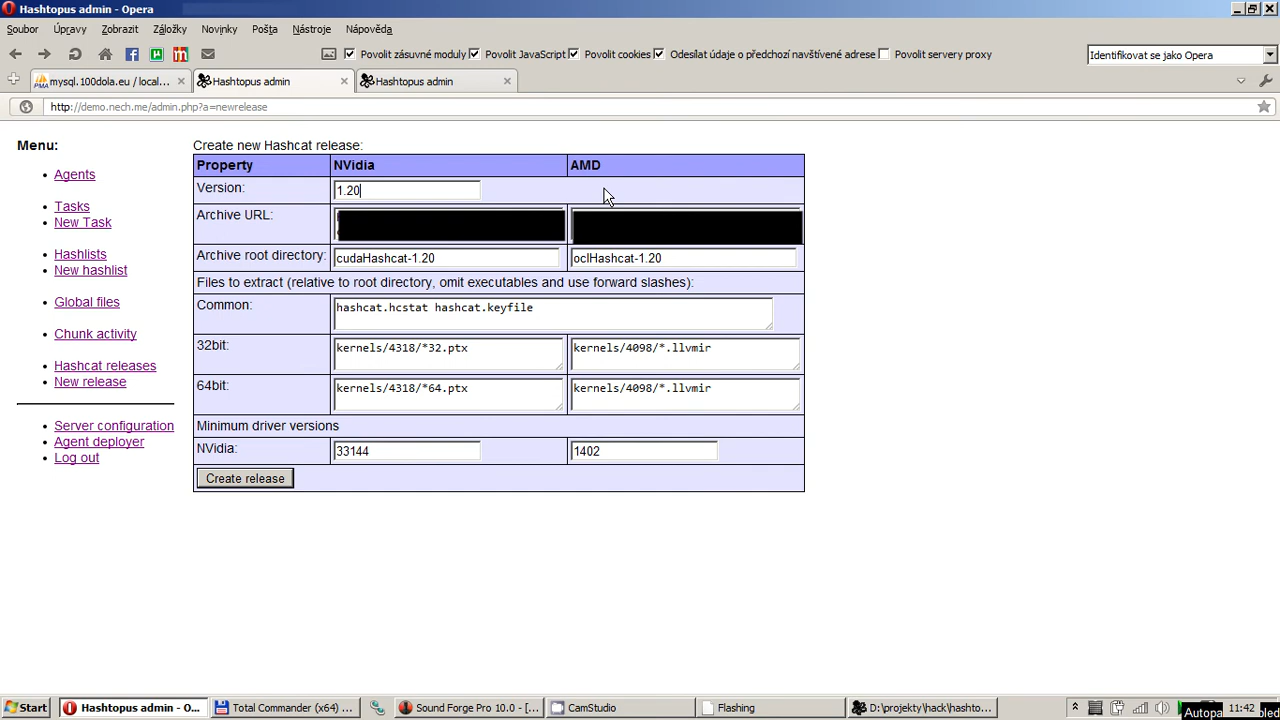 Hashtopus admin - Opera
Soubor Úpravy Zobrazit Záložky Novinky Pošta Nástroje Nápověda
Povolit zásuvné moduly Povolit JavaScript Povolit cookies Odesílat údaje o předchozí navštívené adrese Povolit servery proxy Identifikovat se jako Opera
mysql.100dola.eu / local... Hashtopus admin Hashtopus admin
http://demo.nech.me/admin.php?a=newrelease
Menu:
Agents
Tasks
New Task
Hashlists
New hashlist
Global files
Chunk activity
Hashcat releases
New release
Server configuration
Agent deployer
Log out
Create new Hashcat release:
Property NVidia AMD
Version: 1.20
Archive URL:
Archive root directory: cudaHashcat-1.20 oclHashcat-1.20
Files to extract (relative to root directory, omit executables and use forward slashes):
Common: hashcat.hcstat hashcat.keyfile
32bit: kernels/4318/*32.ptx kernels/4098/*.llvmir
64bit: kernels/4318/*64.ptx kernels/4098/*.llvmir
Minimum driver versions
NVidia: 33144 1402
Create release
Start Hashtopus admin - O... Total Commander (x64) ... Sound Forge Pro 10.0 - [... CamStudio Flashing D:\projekty\hack\hashto... 11:42